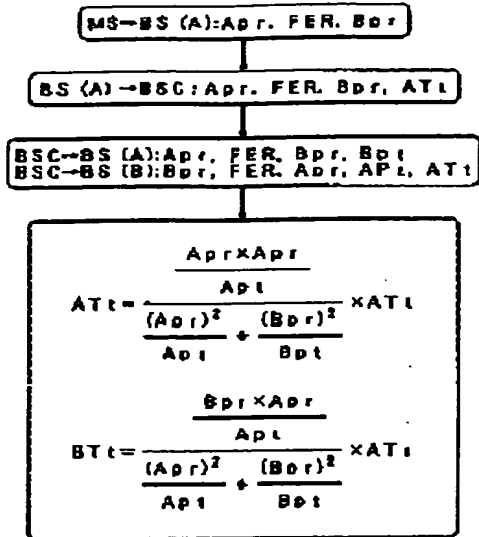 MS→BS (A):Apr. FER. Bpr
BS (A)→BSC: Apr. FER. Bpr, ATt
BSC→BS (A):Apr, FER, Bpr, Bpt
BSC→BS (B):Bpr, FER, Apr, APt, ATt
ATt= ((Apr×Apr)/Apt) / ((Apr)²/Apt + (Bpr)²/Bpt) ×ATt
BTt= ((Bpr×Apr)/Apt) / ((Apr)²/Apt + (Bpr)²/Bpt) ×ATt